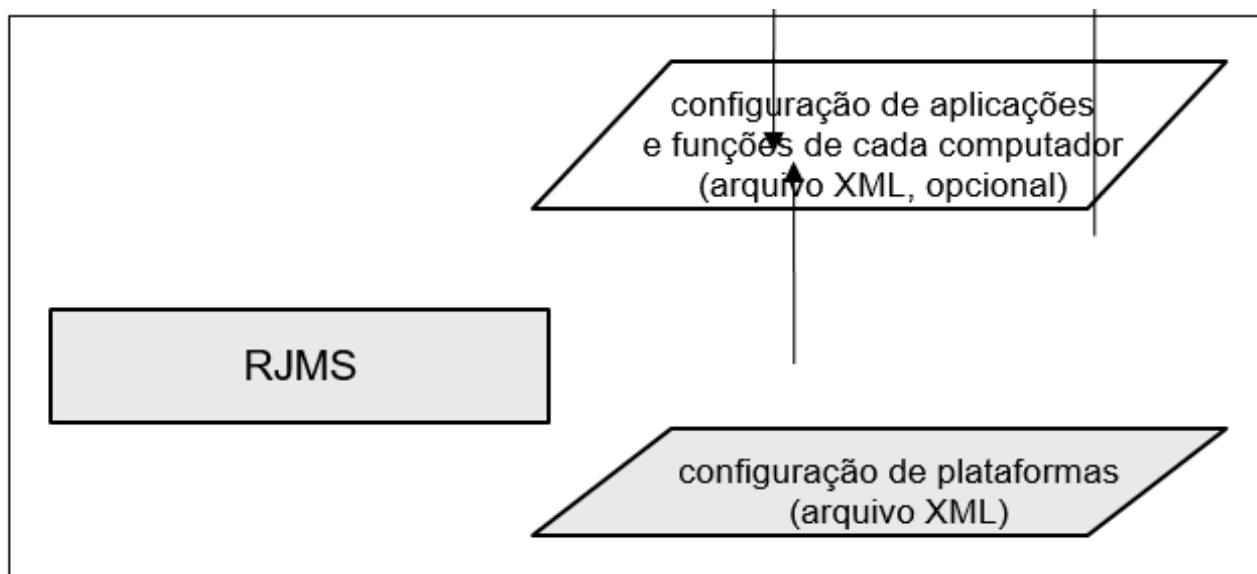 configuração de aplicações
e funções de cada computador
(arquivo XML, opcional)
RJMS
configuração de plataformas
(arquivo XML)